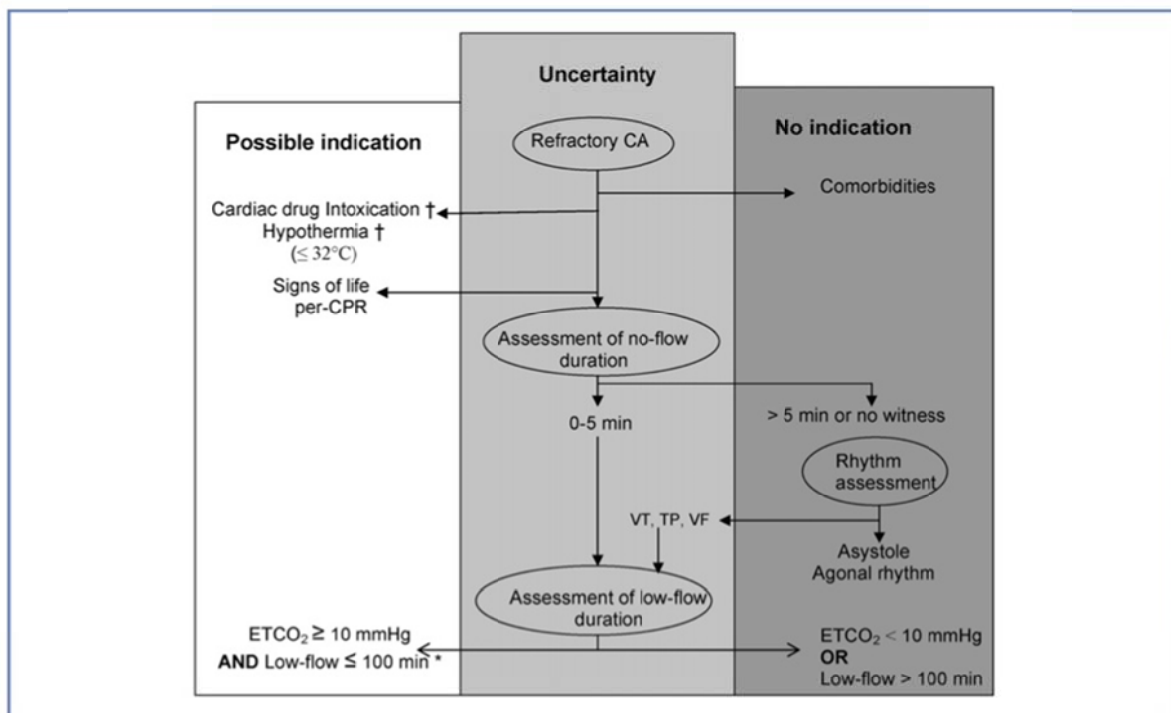 Uncertainty
Possible indication
No indication
Refractory CA
Comorbidities
Cardiac drug Intoxication †
Hypothermia †
(≤ 32°C)
Signs of life
per-CPR
Assessment of no-flow
duration
0-5 min
> 5 min or no witness
Rhythm
assessment
VT, TP, VF
Asystole
Agonal rhythm
Assessment of low-flow
duration
ETCO₂ ≥ 10 mmHg
AND Low-flow ≤ 100 min *
ETCO₂ < 10 mmHg
OR
Low-flow > 100 min